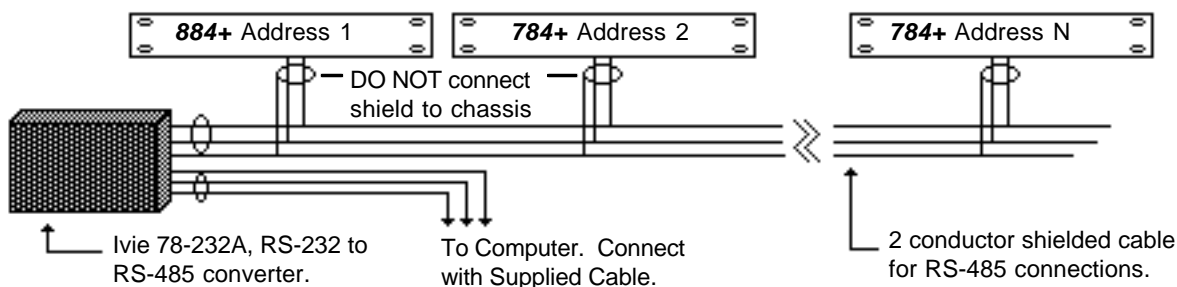 884+ Address 1
784+ Address 2
784+ Address N
DO NOT connect
shield to chassis
Ivie 78-232A, RS-232 to
RS-485 converter.
To Computer. Connect
with Supplied Cable.
2 conductor shielded cable
for RS-485 connections.